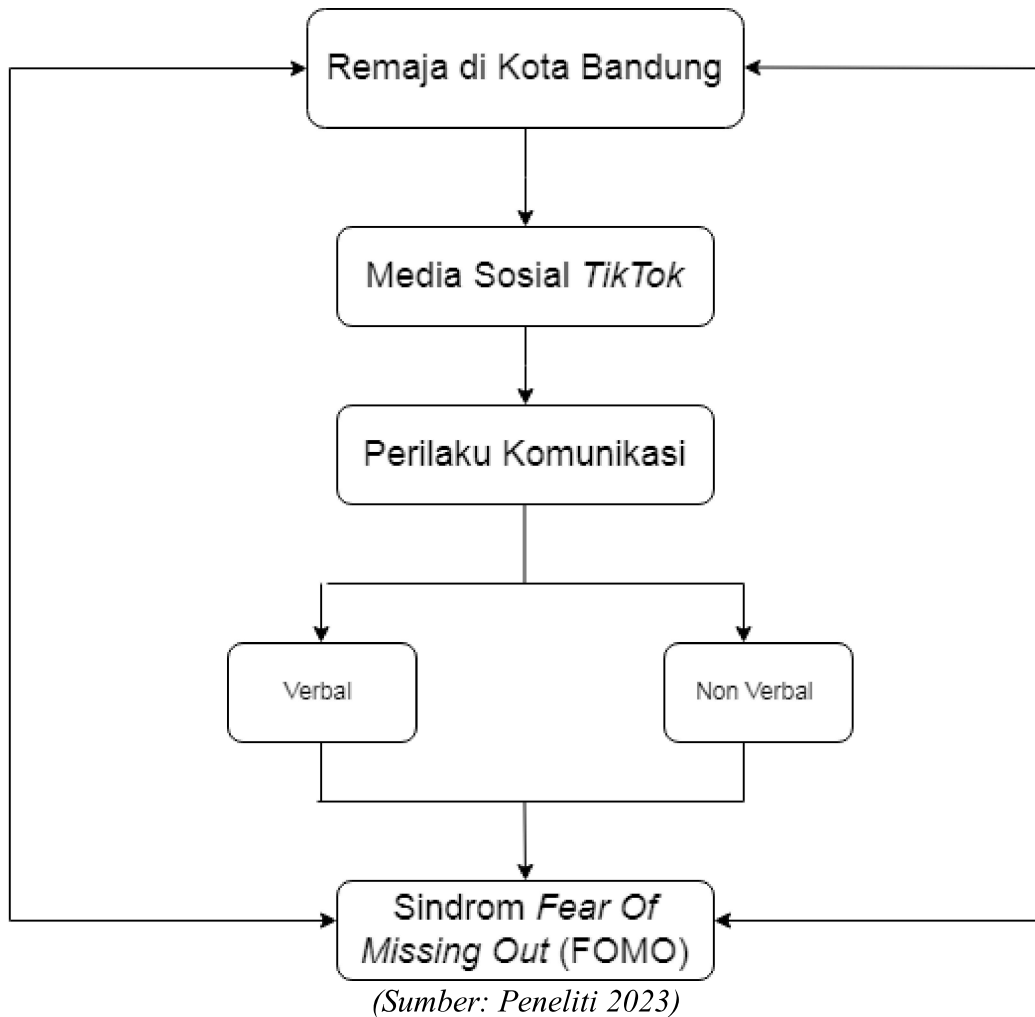 Remaja di Kota Bandung
Media Sosial TikTok
Perilaku Komunikasi
Verbal
Non Verbal
Sindrom Fear Of
Missing Out (FOMO)
(Sumber: Peneliti 2023)